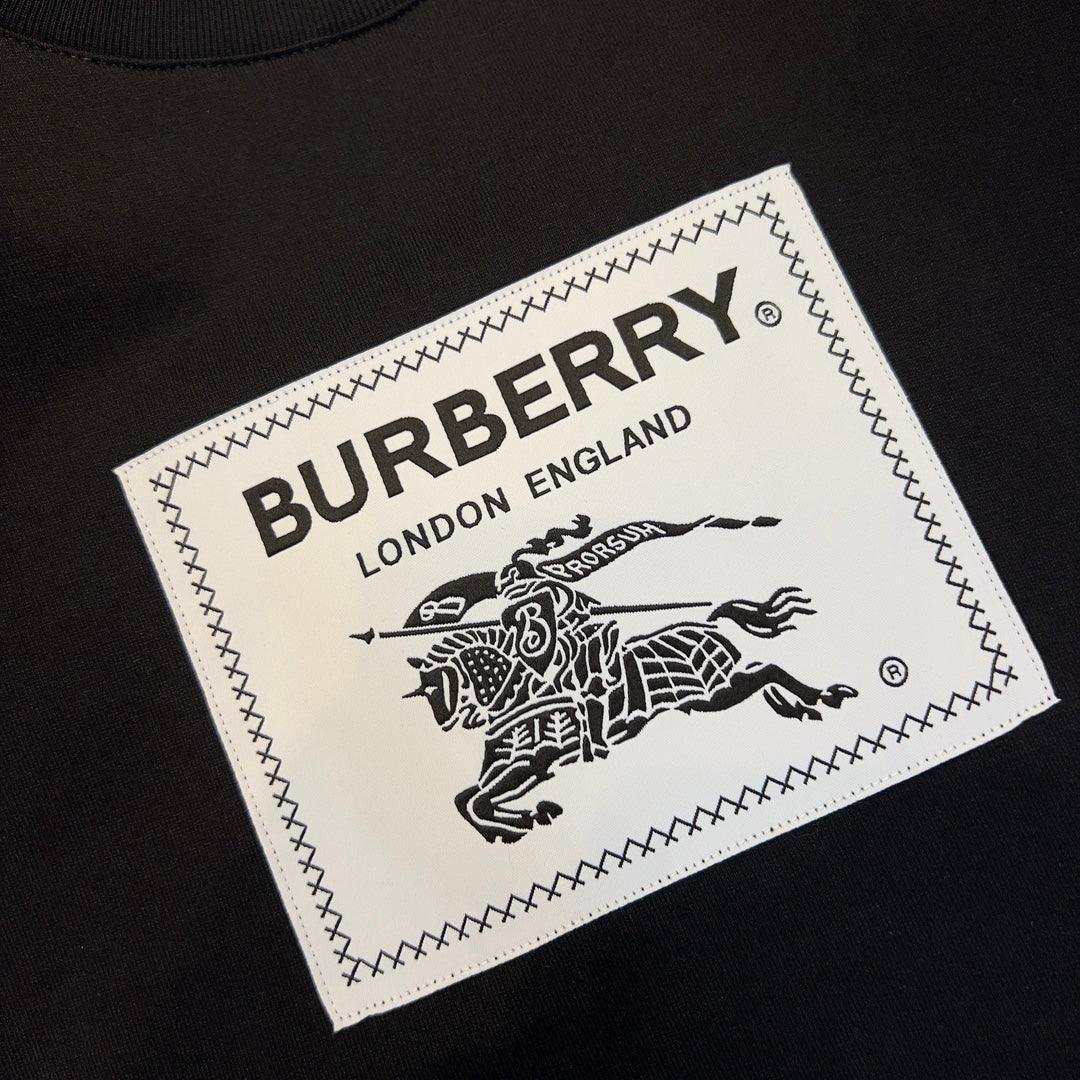 BURBERRY®
LONDON ENGLAND
PRORSUM
B
®